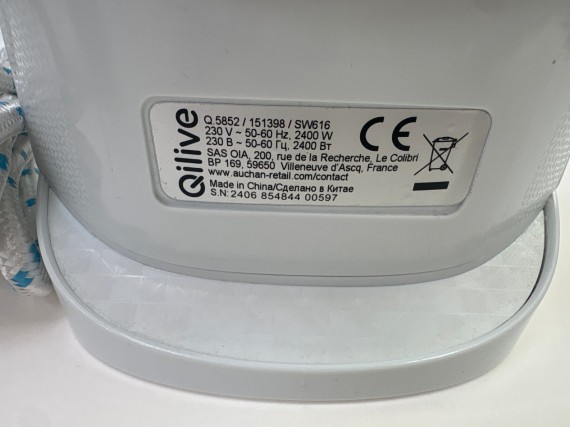 Qilive
Q.5852 / 151398 / SW616
230 V ~ 50-60 Hz, 2400 W
230 В ~ 50-60 Гц, 2400 Вт
SAS OIA, 200, rue de la Recherche, Le Colibri
BP 169, 59650 Villeneuve d'Ascq, France
www.auchan-retail.com/contact
Made in China/Сделано в Китае
S.N: 2406 854844 00597
CE